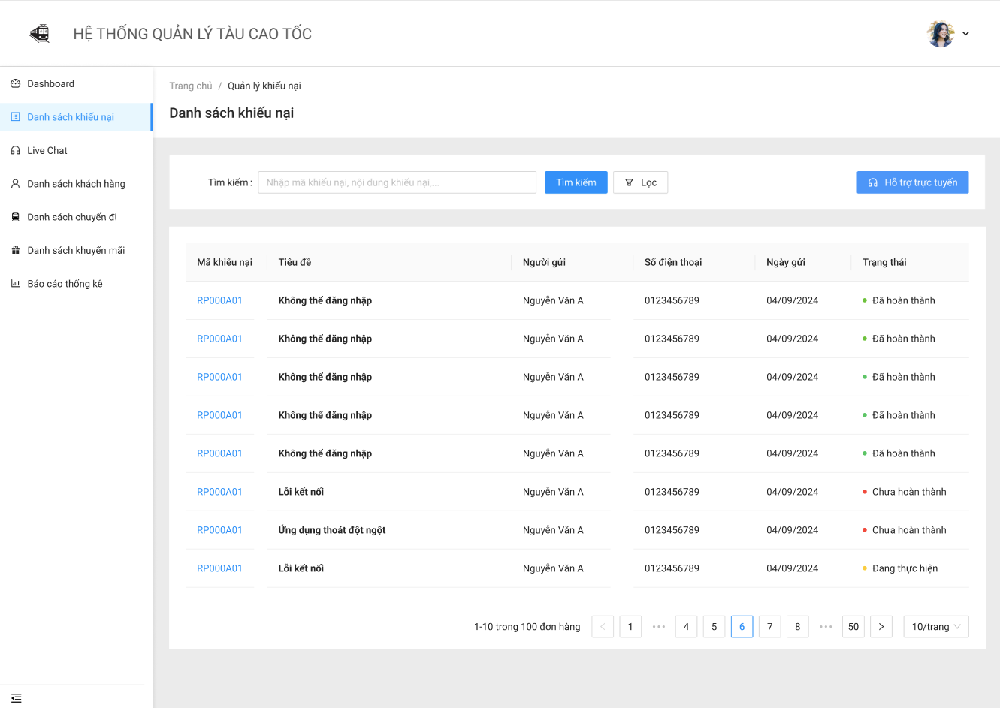 HỆ THỐNG QUẢN LÝ TÀU CAO TỐC
Dashboard
Danh sách khiếu nại
Live Chat
Danh sách khách hàng
Danh sách chuyến đi
Danh sách khuyến mãi
Báo cáo thống kê
Trang chủ / Quản lý khiếu nại
Danh sách khiếu nại
Tìm kiếm : Nhập mã khiếu nại, nội dung khiếu nại,... Tìm kiếm Lọc Hỗ trợ trực tuyến
Mã khiếu nại Tiêu đề Người gửi Số điện thoại Ngày gửi Trạng thái
RP000A01 Không thể đăng nhập Nguyễn Văn A 0123456789 04/09/2024 Đã hoàn thành
RP000A01 Không thể đăng nhập Nguyễn Văn A 0123456789 04/09/2024 Đã hoàn thành
RP000A01 Không thể đăng nhập Nguyễn Văn A 0123456789 04/09/2024 Đã hoàn thành
RP000A01 Không thể đăng nhập Nguyễn Văn A 0123456789 04/09/2024 Đã hoàn thành
RP000A01 Không thể đăng nhập Nguyễn Văn A 0123456789 04/09/2024 Đã hoàn thành
RP000A01 Lỗi kết nối Nguyễn Văn A 0123456789 04/09/2024 Chưa hoàn thành
RP000A01 Ứng dụng thoát đột ngột Nguyễn Văn A 0123456789 04/09/2024 Chưa hoàn thành
RP000A01 Lỗi kết nối Nguyễn Văn A 0123456789 04/09/2024 Đang thực hiện
1-10 trong 100 đơn hàng < 1 ••• 4 5 6 7 8 ••• 50 > 10/trang